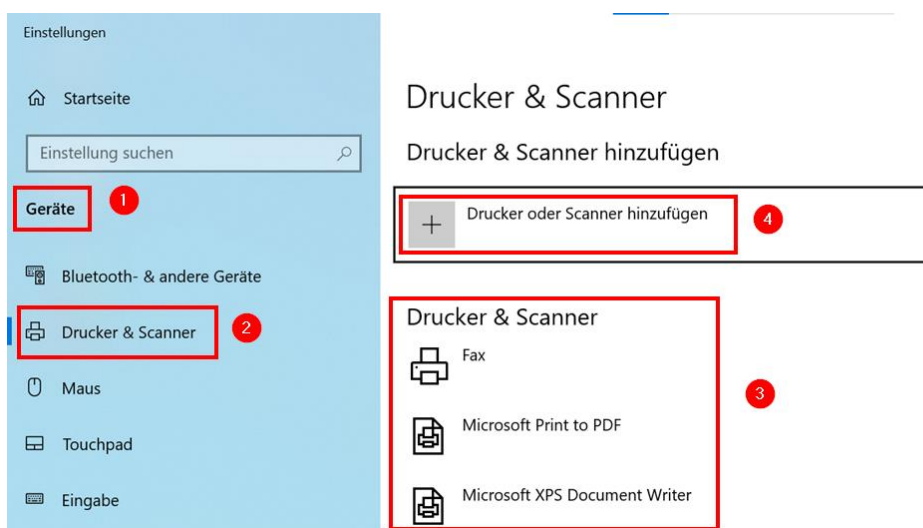 Einstellungen
Startseite
Einstellung suchen
Geräte
1
Bluetooth- & andere Geräte
Drucker & Scanner
2
Maus
Touchpad
Eingabe
Drucker & Scanner
Drucker & Scanner hinzufügen
Drucker oder Scanner hinzufügen
4
Drucker & Scanner
Fax
3
Microsoft Print to PDF
Microsoft XPS Document Writer